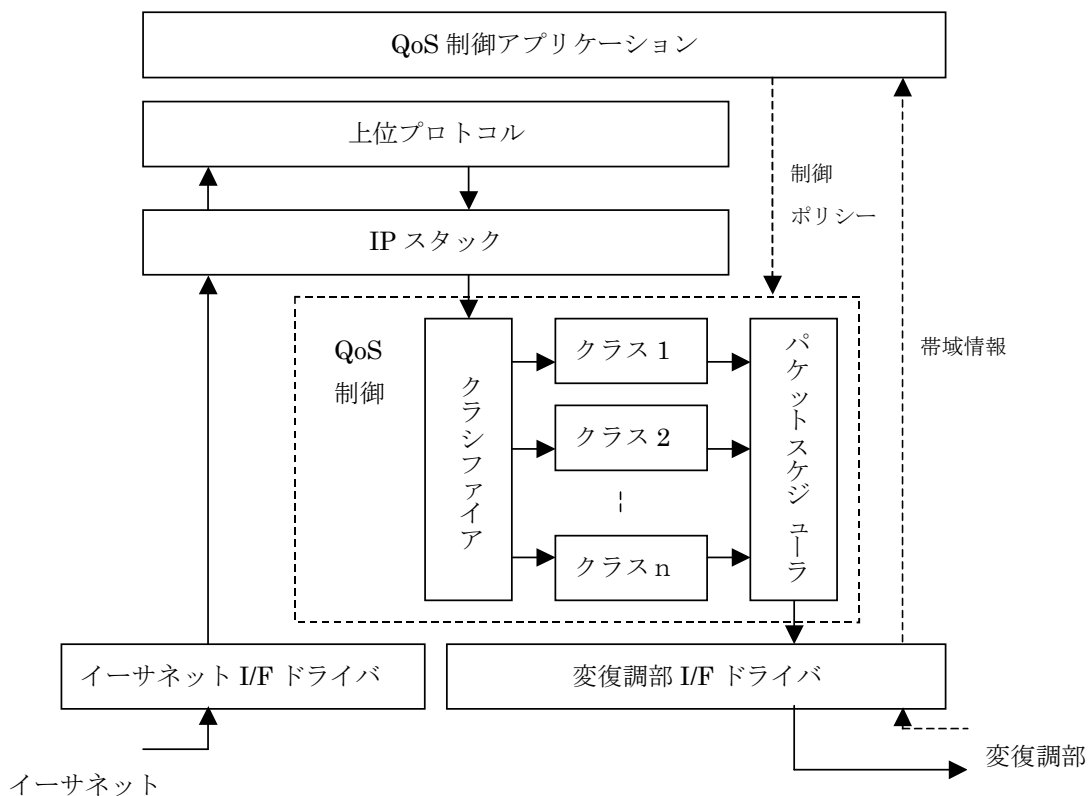 QoS 制御アプリケーション
上位プロトコル
制御
ポリシー
IP スタック
QoS
制御
クラシファイア
クラス 1
クラス 2
クラス n
パケットスケジューラ
帯域情報
イーサネット I/F ドライバ
変復調部 I/F ドライバ
変復調部
イーサネット